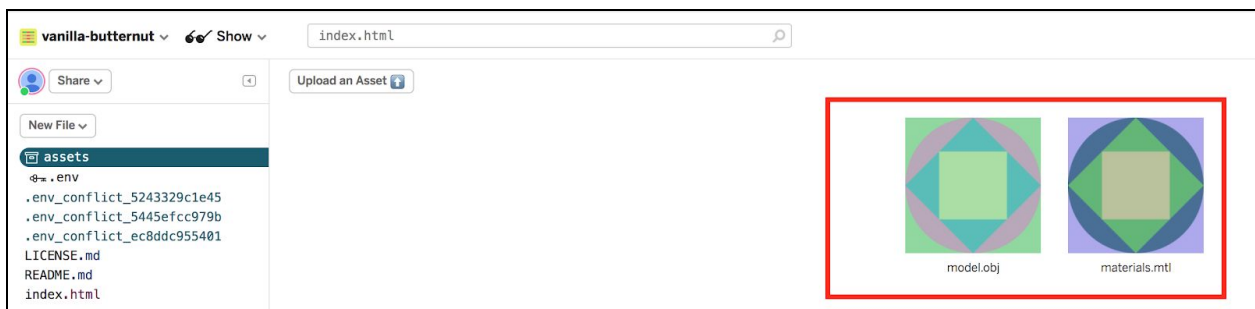 vanilla-butternut Show index.html
Share Upload an Asset
New File
assets
.env
.env_conflict_5243329c1e45
.env_conflict_5445efcc979b
.env_conflict_ec8ddc955401
LICENSE.md
README.md
index.html
model.obj materials.mtl